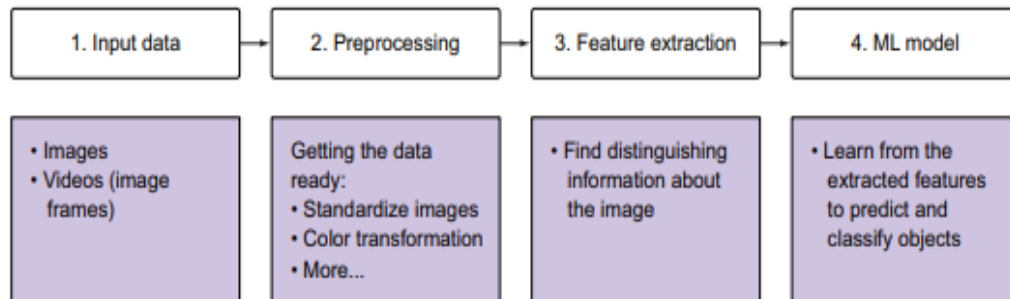 1. Input data
2. Preprocessing
3. Feature extraction
4. ML model
• Images
• Videos (image
frames)
Getting the data
ready:
• Standardize images
• Color transformation
• More...
• Find distinguishing
information about
the image
• Learn from the
extracted features
to predict and
classify objects